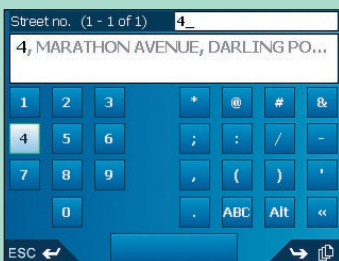 Street no. (1 - 1 of 1) 4_
4, MARATHON AVENUE, DARLING PO...
1 2 3 * @ # &
4 5 6 ; : / -
7 8 9 , ( ) '
0 . ABC Alt «
ESC